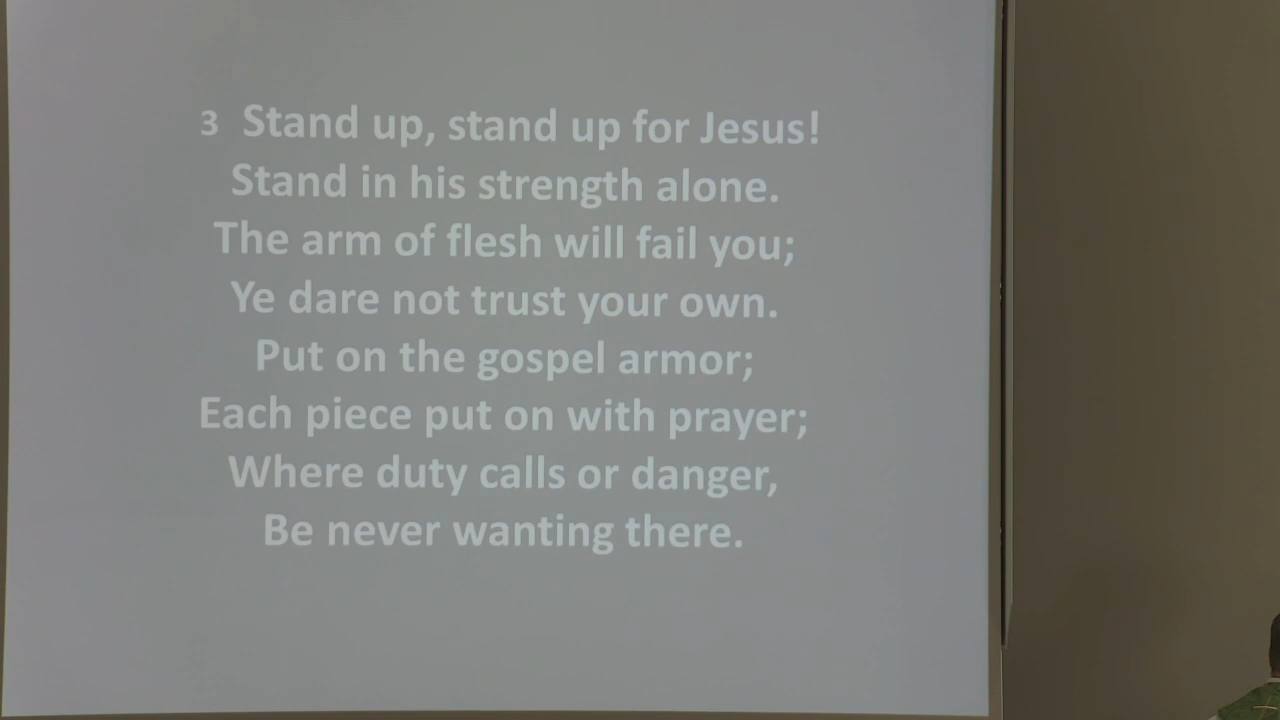 3 Stand up, stand up for Jesus!
Stand in his strength alone.
The arm of flesh will fail you;
Ye dare not trust your own.
Put on the gospel armor;
Each piece put on with prayer;
Where duty calls or danger,
Be never wanting there.